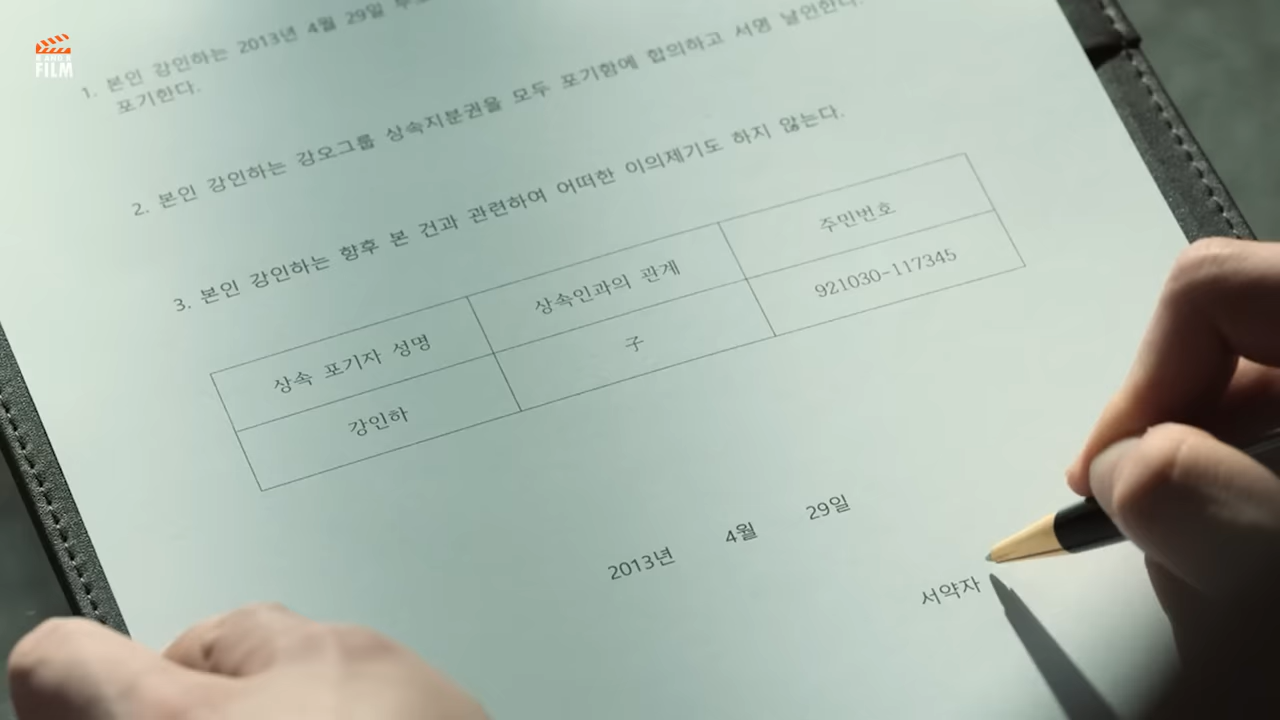 FILM
1. 본인 강인하는 2013년 4월 29일
포기한다.
2. 본인 강인하는 강오그룹 상속지분권을 모두 포기함에 합의하고 서명 날인한다.
3. 본인 강인하는 향후 본 건과 관련하여 어떠한 이의제기도 하지 않는다.
상속 포기자 성명 상속인과의 관계 주민번호
강인하 子 921030-117345
2013년 4월 29일
서약자